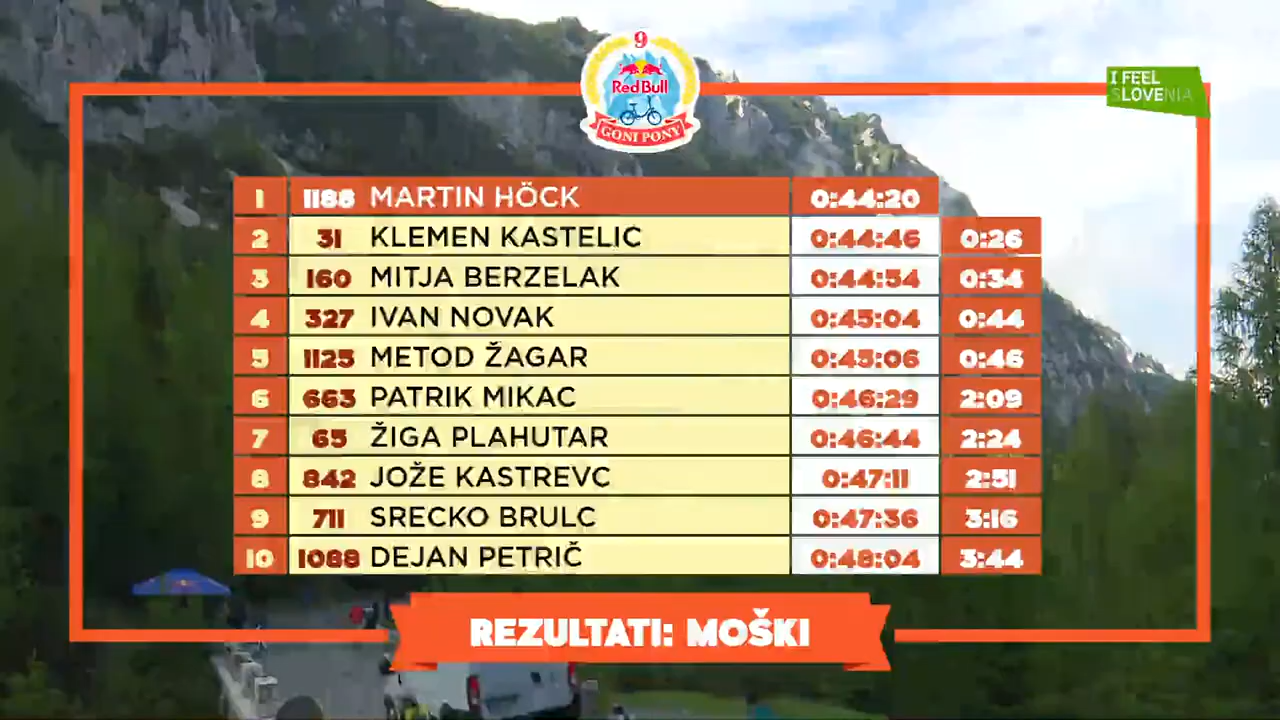 9
Red Bull
GONI PONY
I FEEL
SLOVENIA
1 1188 MARTIN HÖCK 0:44:20
2 31 KLEMEN KASTELIC 0:44:46 0:26
3 160 MITJA BERZELAK 0:44:54 0:34
4 327 IVAN NOVAK 0:45:04 0:44
5 1125 METOD ŽAGAR 0:45:06 0:46
6 663 PATRIK MIKAC 0:46:29 2:09
7 65 ŽIGA PLAHUTAR 0:46:44 2:24
8 842 JOŽE KASTREVC 0:47:11 2:51
9 711 SRECKO BRULC 0:47:36 3:16
10 1088 DEJAN PETRIČ 0:48:04 3:44
REZULTATI: MOŠKI